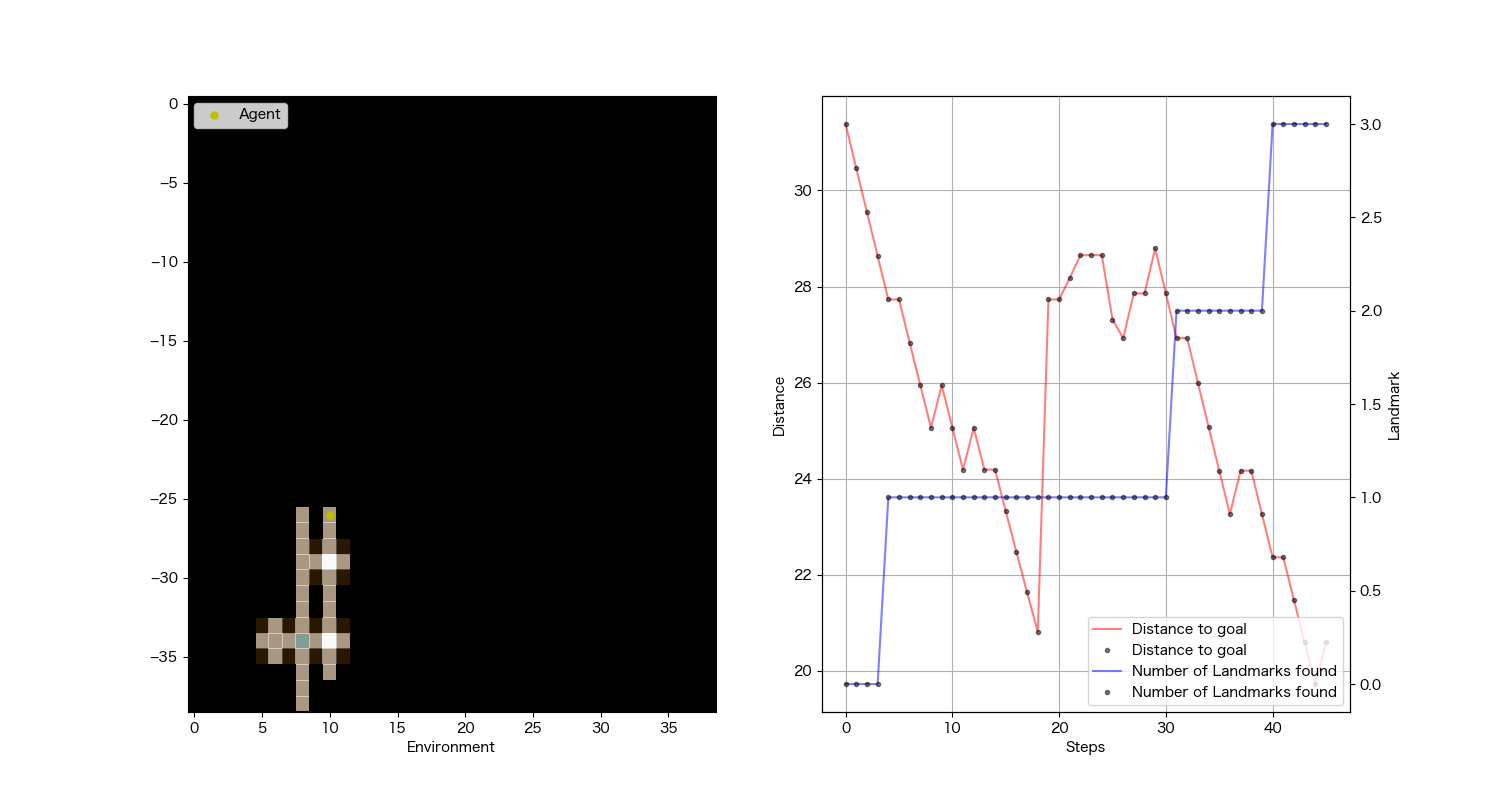 Agent
0
−5
−10
−15
−20
−25
−30
−35
0 5 10 15 20 25 30 35
Environment
Distance
30
28
26
24
22
20
0 10 20 30 40
Steps
3.0
2.5
2.0
1.5
1.0
0.5
0.0
Landmark
Distance to goal
Distance to goal
Number of Landmarks found
Number of Landmarks found